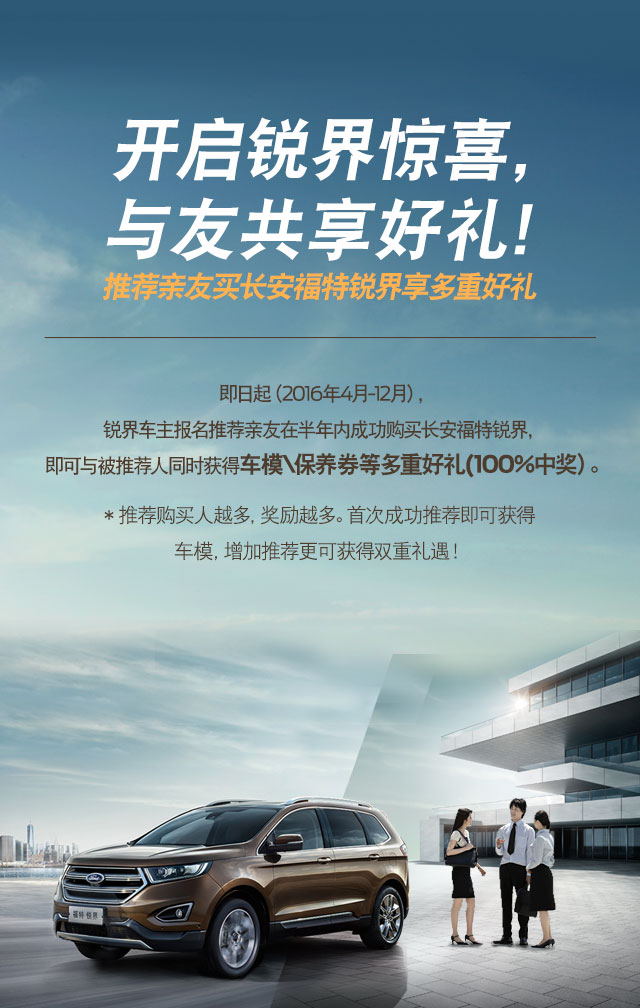 开启锐界惊喜，
与友共享好礼！
推荐亲友买长安福特锐界享多重好礼
即日起（2016年4月-12月），
锐界车主报名推荐亲友在半年内成功购买长安福特锐界，
即可与被推荐人同时获得车模\保养券等多重好礼(100%中奖）。
＊推荐购买人越多，奖励越多。首次成功推荐即可获得
车模，增加推荐更可获得双重礼遇！
Ford
福特 锐界